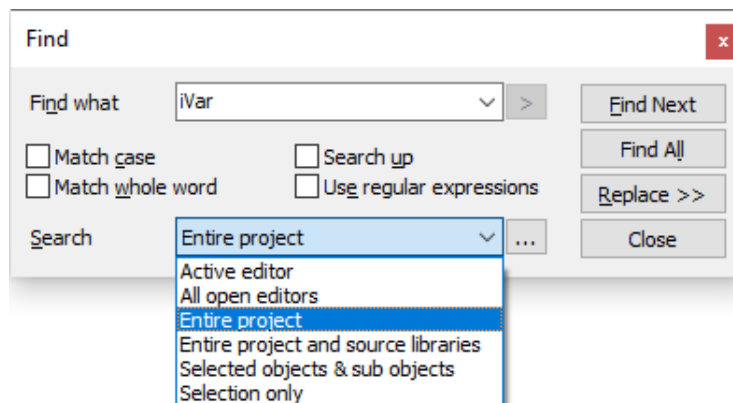 Find
x
Find what
iVar
>
Find Next
Match case
Search up
Find All
Match whole word
Use regular expressions
Replace >>
Search
Entire project
...
Close
Active editor
All open editors
Entire project
Entire project and source libraries
Selected objects & sub objects
Selection only